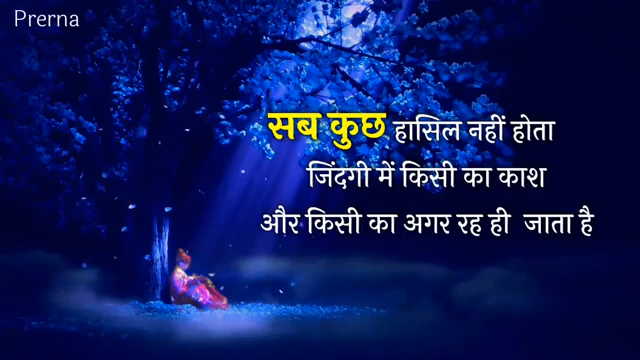 Prerna
सब कुछ हासिल नहीं होता
जिंदगी में किसी का काश
और किसी का अगर रह ही जाता है